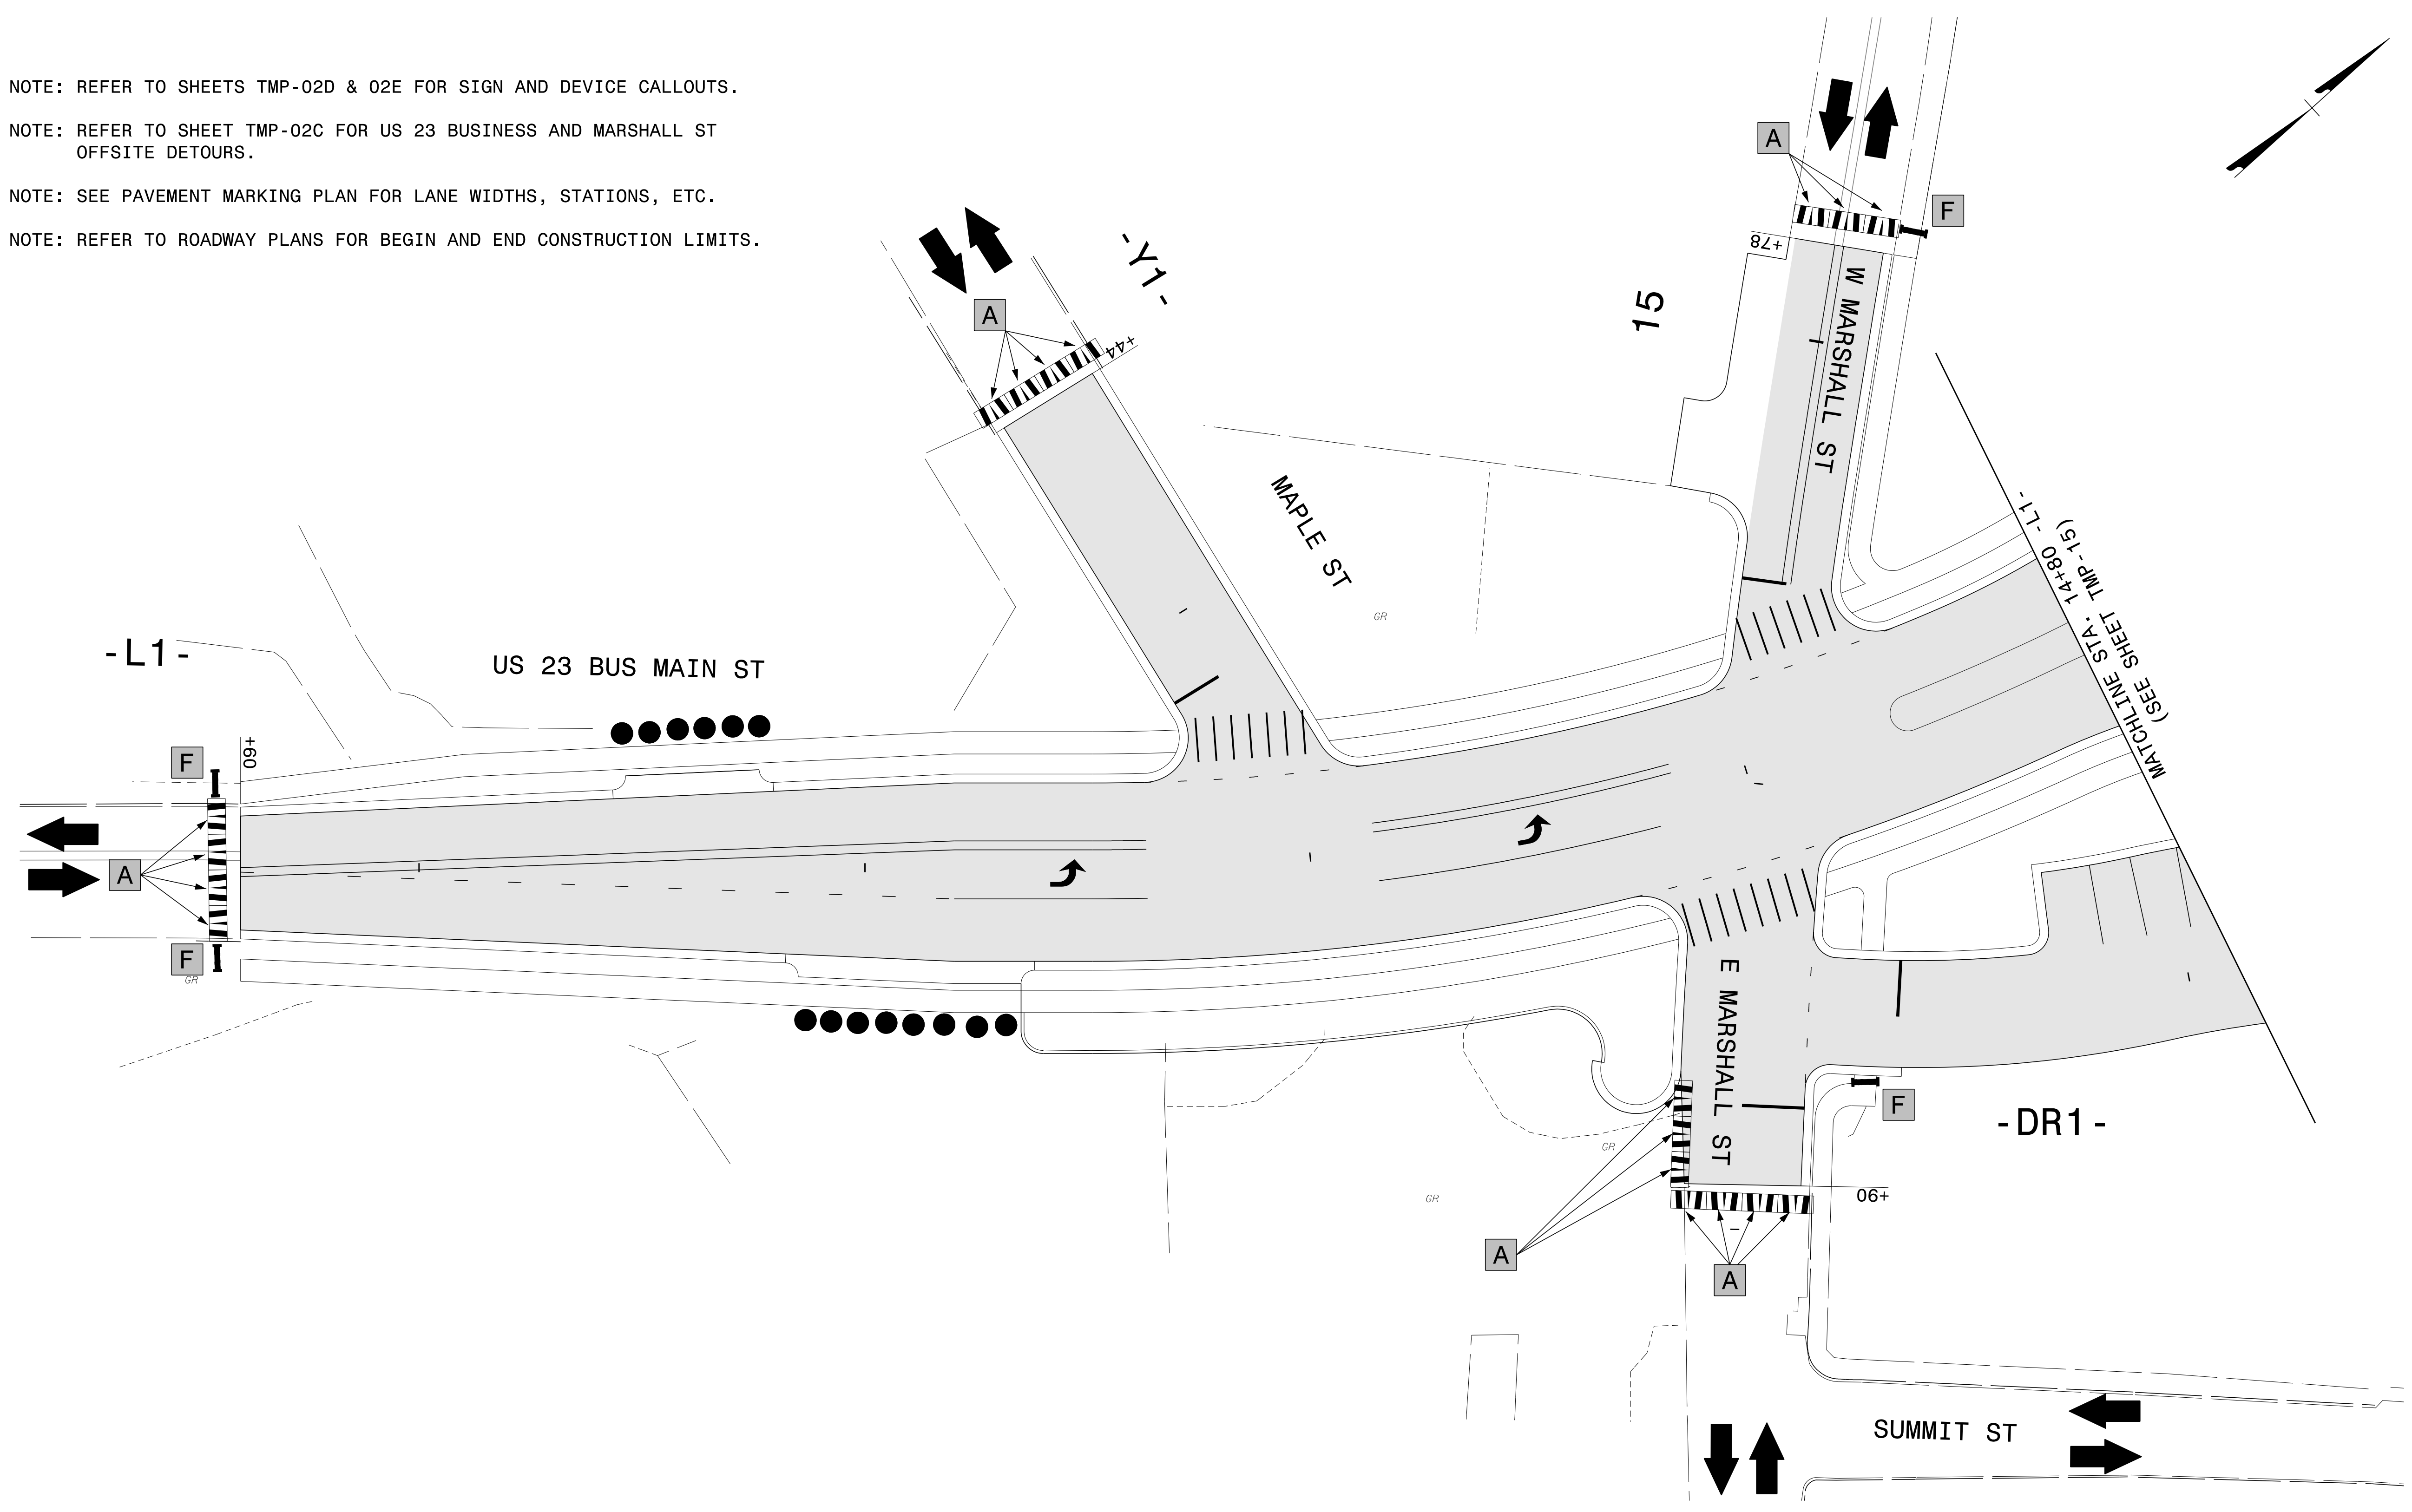 NOTE: REFER TO SHEETS TMP-02D & 02E FOR SIGN AND DEVICE CALLOUTS.
NOTE: REFER TO SHEET TMP-02C FOR US 23 BUSINESS AND MARSHALL ST
OFFSITE DETOURS.
NOTE: SEE PAVEMENT MARKING PLAN FOR LANE WIDTHS, STATIONS, ETC.
NOTE: REFER TO ROADWAY PLANS FOR BEGIN AND END CONSTRUCTION LIMITS.
A
F
+78
W MARSHALL ST
15
-Y1-
A
+44
MAPLE ST
GR
MATCHLINE STA. 14+80 -L1-
(SEE SHEET TMP-15)
-L1-
US 23 BUS MAIN ST
+60
F
A
F
GR
E MARSHALL ST
F
-DR1-
GR
GR
+90
A
A
SUMMIT ST